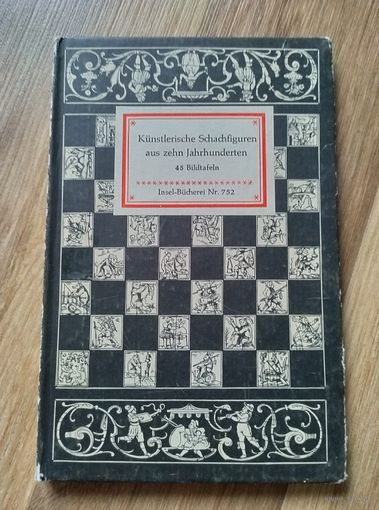 Künstlerische Schachfiguren
aus zehn Jahrhunderten
48 Bildtafeln
Insel-Bücherei Nr. 752